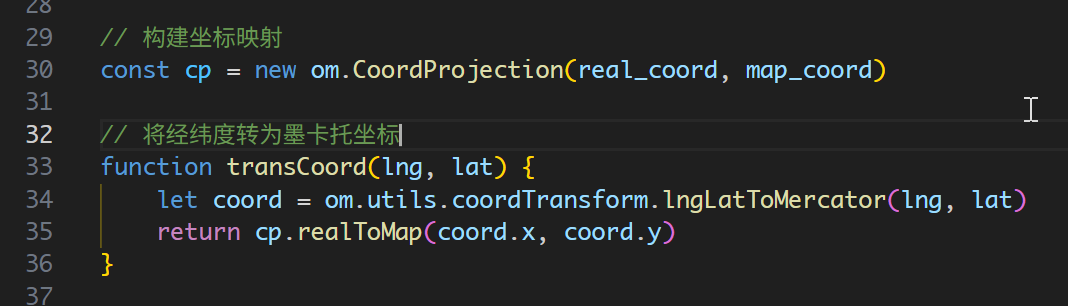 28
29 // 构建坐标映射
30 const cp = new om.CoordProjection(real_coord, map_coord)
31
32 // 将经纬度转为墨卡托坐标
33 function transCoord(lng, lat) {
34     let coord = om.utils.coordTransform.lngLatToMercator(lng, lat)
35     return cp.realToMap(coord.x, coord.y)
36 }
37